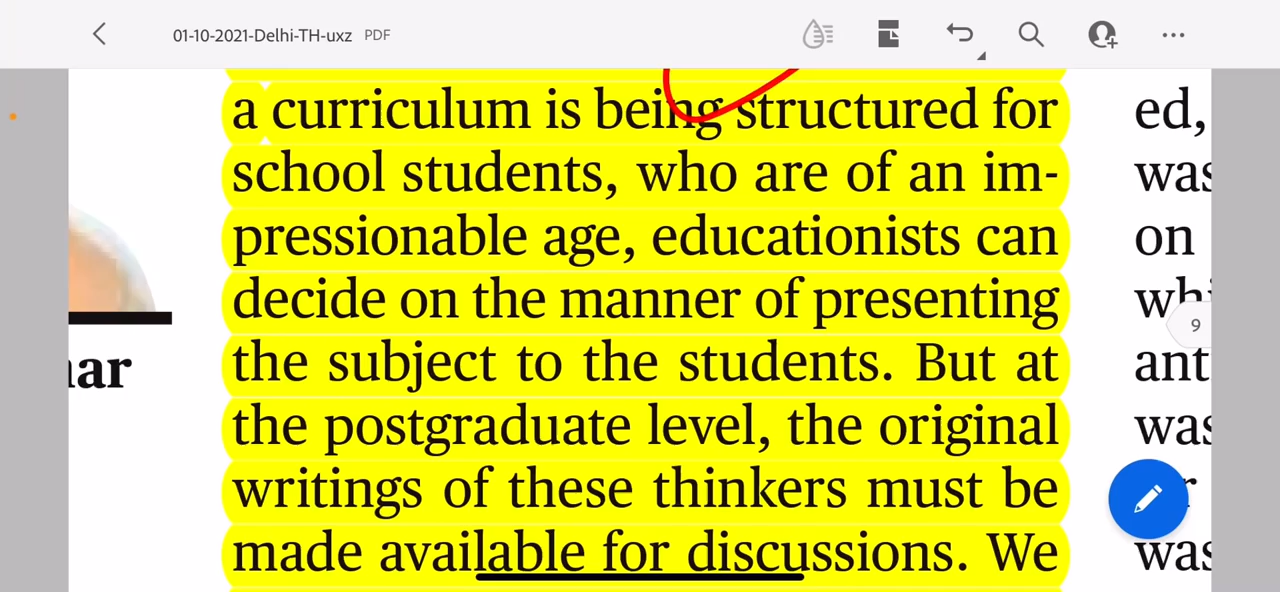 01-10-2021-Delhi-TH-uxz PDF
a curriculum is being structured for
school students, who are of an im-
pressionable age, educationists can
decide on the manner of presenting
the subject to the students. But at
the postgraduate level, the original
writings of these thinkers must be
made available for discussions. We
ar
ed,
was
on
ant
was
was
9